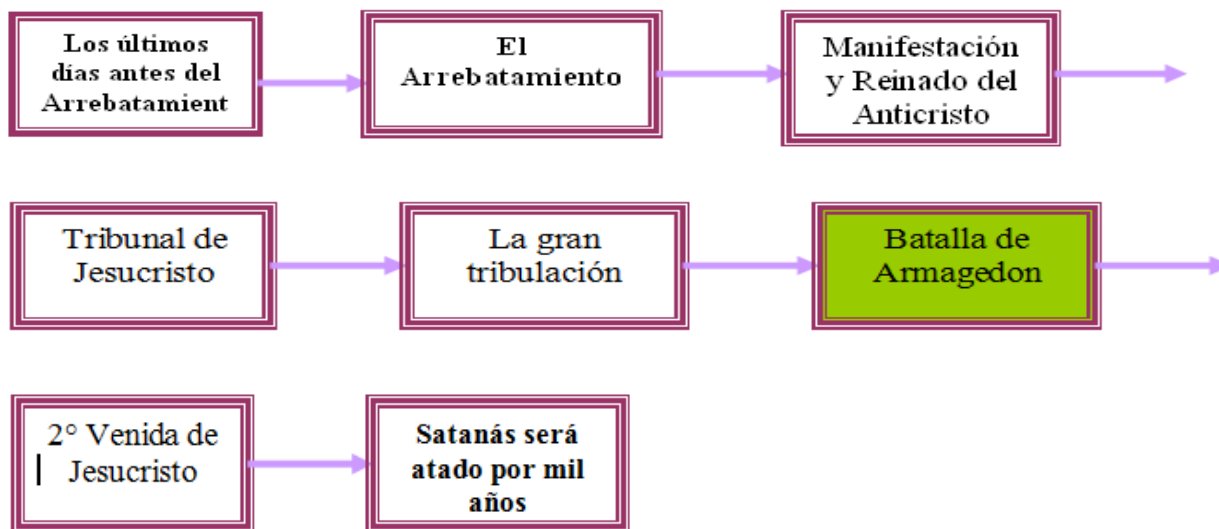 Los últimos
días antes del
Arrebatamient
El
Arrebatamiento
Manifestación
y Reinado del
Anticristo
Tribunal de
Jesucristo
La gran
tribulación
Batalla de
Armagedon
2° Venida de
Jesucristo
Satanás será
atado por mil
años